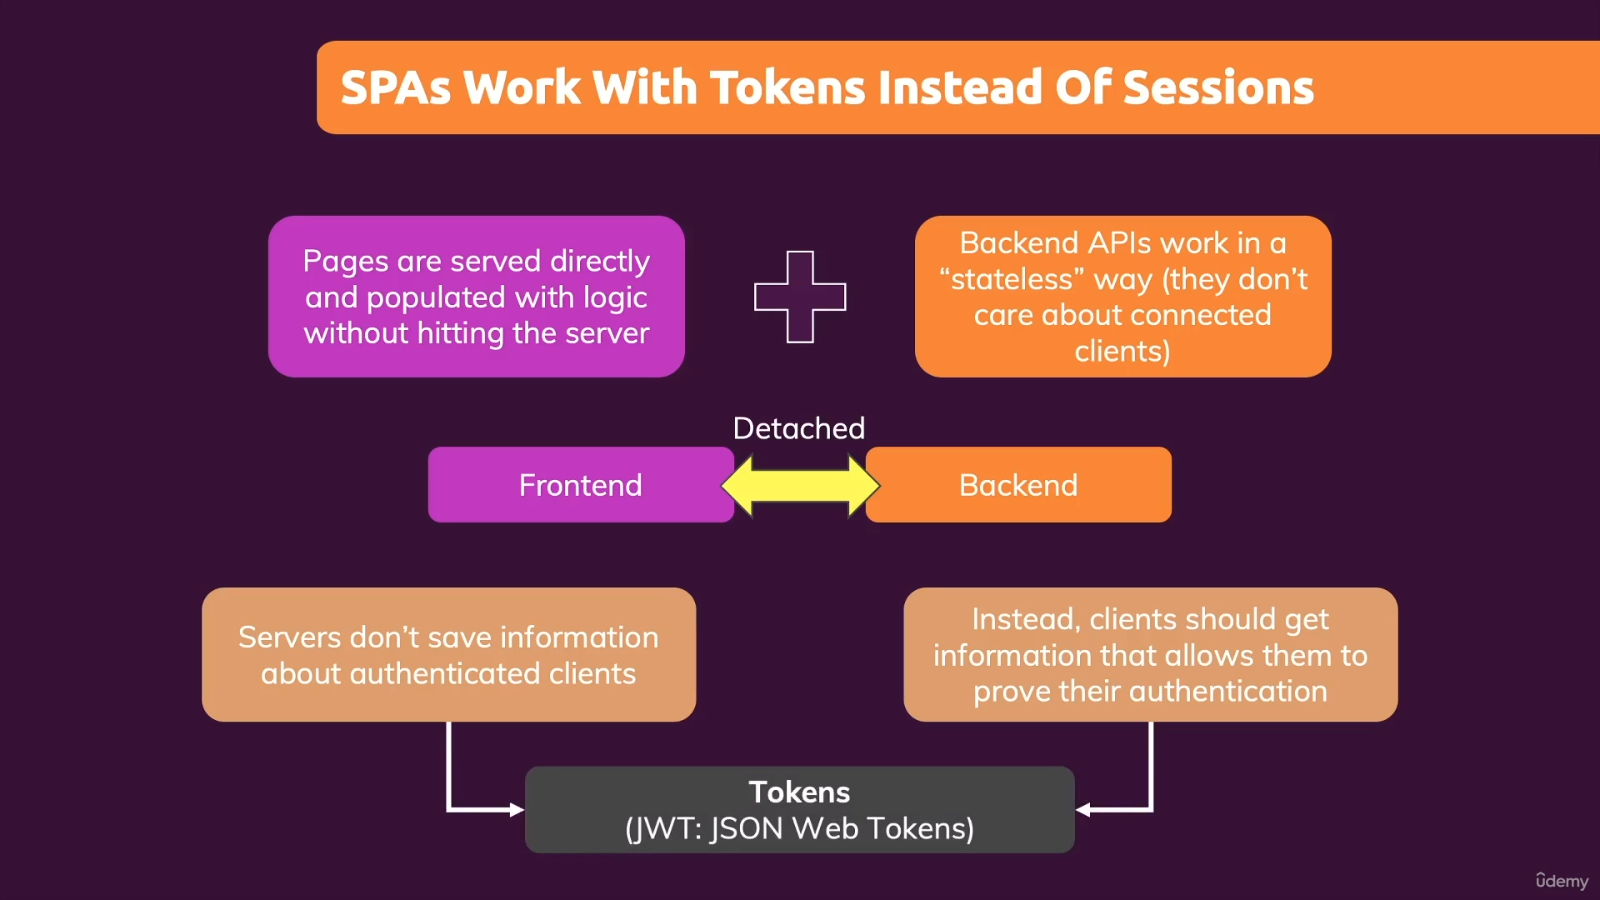 SPAs Work With Tokens Instead Of Sessions
Pages are served directly
and populated with logic
without hitting the server
Backend APIs work in a
“stateless” way (they don’t
care about connected
clients)
Detached
Frontend
Backend
Servers don’t save information
about authenticated clients
Instead, clients should get
information that allows them to
prove their authentication
Tokens
(JWT: JSON Web Tokens)
ûdemy